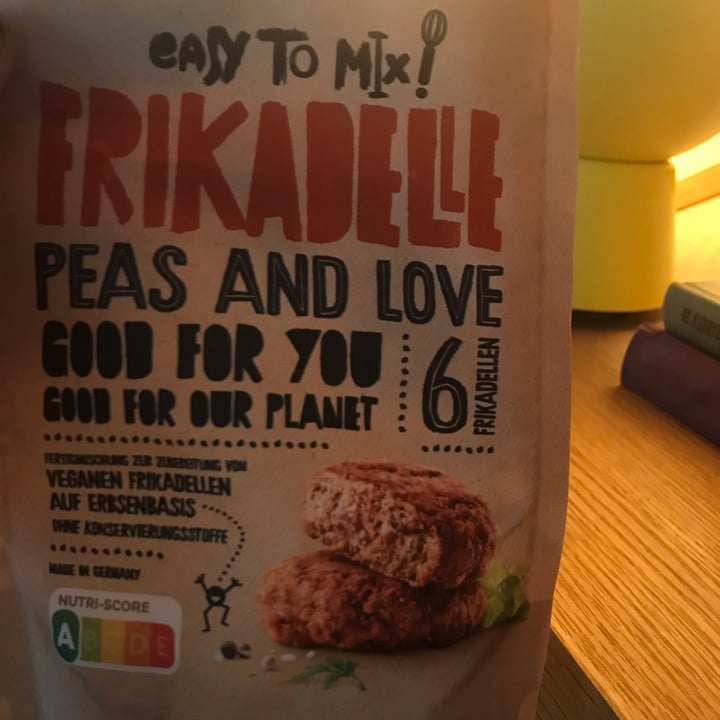 eASY TO MIx!
FRIKADELLE
PEAS AND LOVE
GOOD FOR YOU
GOOD FOR OUR PLANET
6
FRIKADELLEN
FERTIGMISCHUNG ZUR ZUBEREITUNG VON
VEGANEN FRIKADELLEN
AUF ERBSENBASIS
OHNE KONSERVIERUNGSSTOFFE
MADE IN GERMANY
NUTRI-SCORE
A B C D E